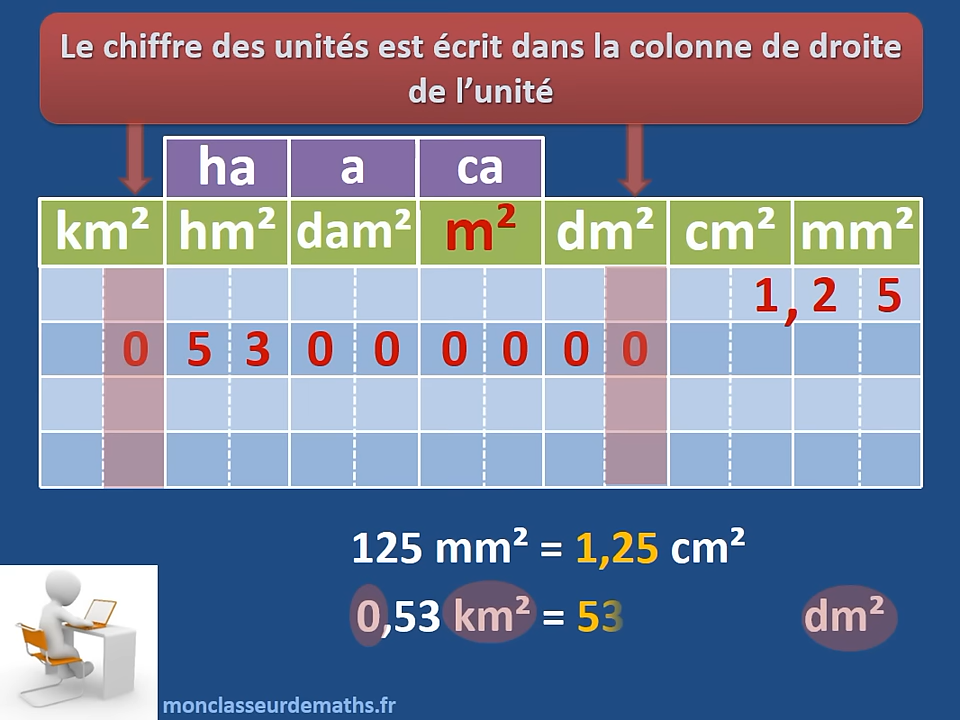 Le chiffre des unités est écrit dans la colonne de droite
de l’unité
ha a ca
km² hm² dam² m² dm² cm² mm²
1, 2 5
0 5 3 0 0 0 0 0 0
125 mm² = 1,25 cm²
0,53 km² = 53 dm²
monclasseurdemaths.fr